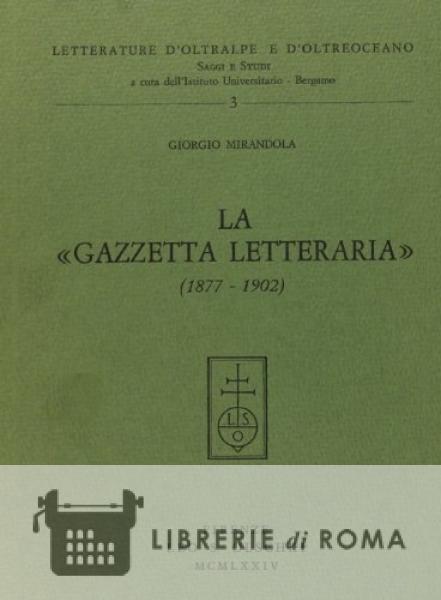 LETTERATURE D'OLTRALPE E D'OLTREOCEANO
SAGGI E STUDI
a cura dell'Istituto Universitario - Bergamo
3
GIORGIO MIRANDOLA
LA
«GAZZETTA LETTERARIA»
(1877 - 1902)
L S
O
FIRENZE
LIBRERIE di ROMA
MCMLXXIV